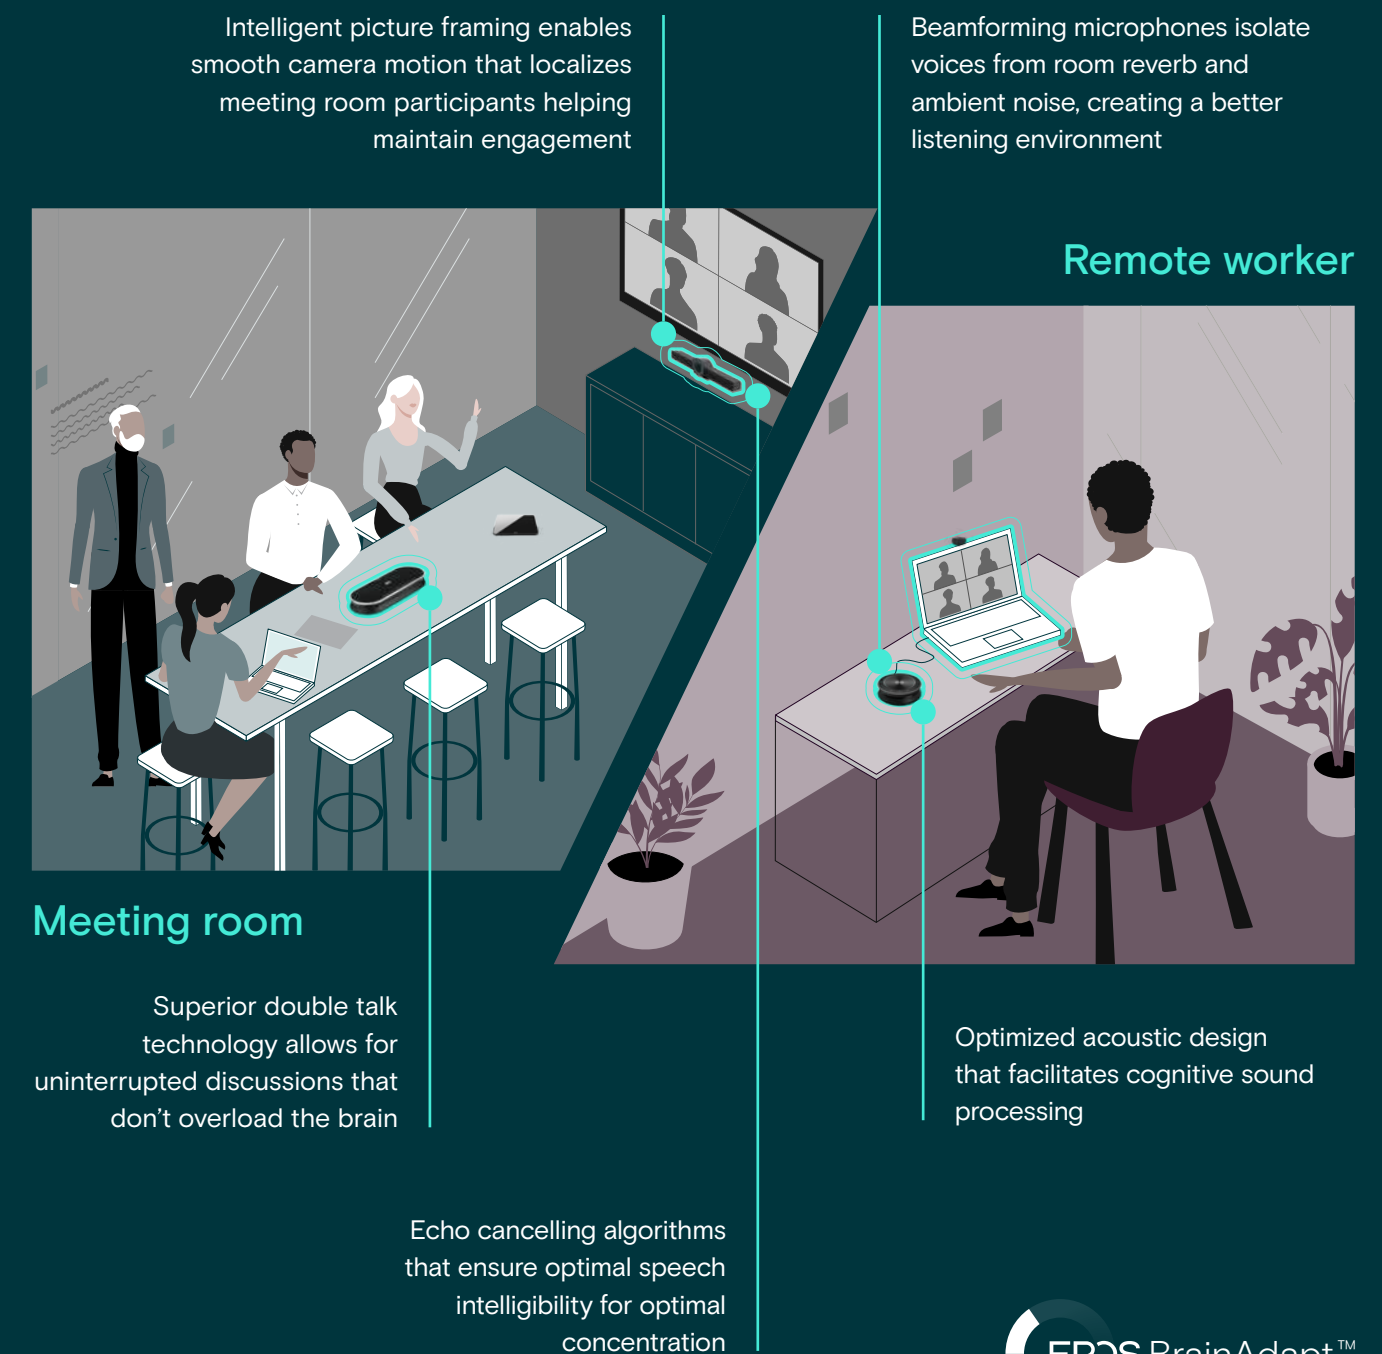 Intelligent picture framing enables
smooth camera motion that localizes
meeting room participants helping
maintain engagement
Beamforming microphones isolate
voices from room reverb and
ambient noise, creating a better
listening environment
Remote worker
Meeting room
Superior double talk
technology allows for
uninterrupted discussions that
don’t overload the brain
Optimized acoustic design
that facilitates cognitive sound
processing
Echo cancelling algorithms
that ensure optimal speech
intelligibility for optimal
concentration
EPOS BrainAdapt™